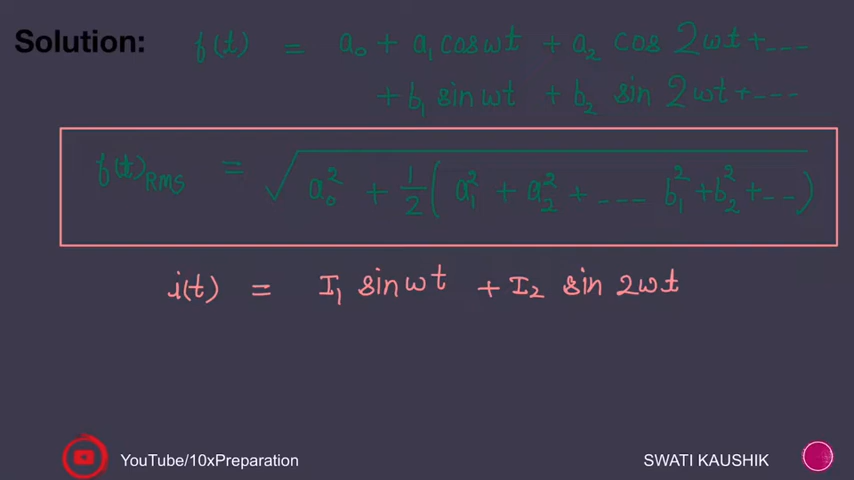 Solution: f(t) = a₀ + a₁ cos ωt + a₂ cos 2ωt + ----
+ b₁ sin ωt + b₂ sin 2ωt + ---
f(t)RMS = √(a₀² + 1/2 (a₁² + a₂² + ---- b₁² + b₂² + --))
i(t) = I₁ sin ωt + I₂ sin 2ωt
YouTube/10xPreparation SWATI KAUSHIK